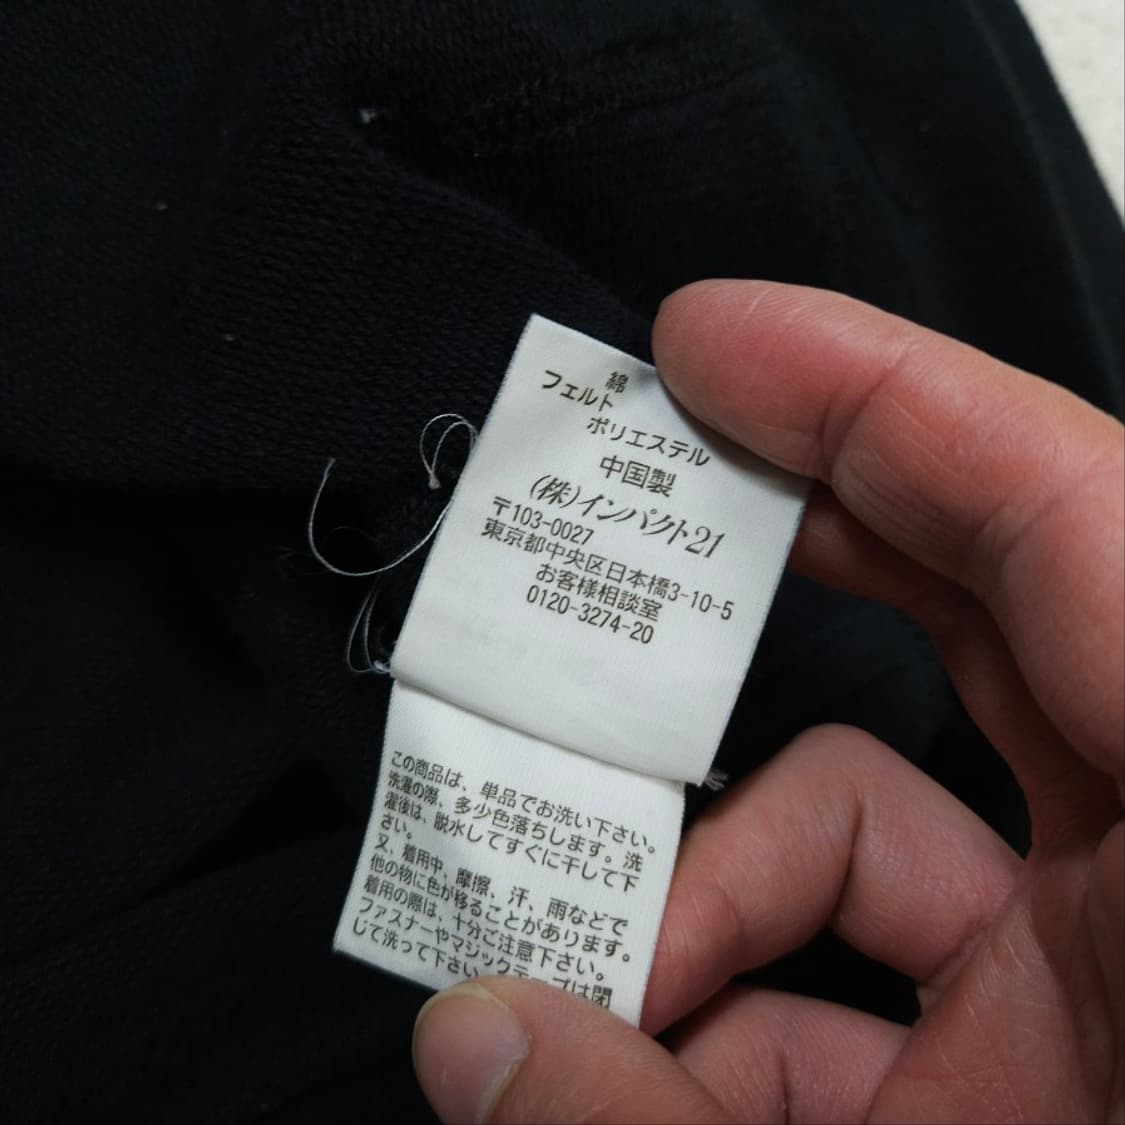 綿
フェルト
ポリエステル
中国製
(株)インパクト21
〒103-0027
東京都中央区日本橋3-10-5
お客様相談室
0120-3274-20
この商品は、単品でお洗い下さい。
洗濯の際、多少色落ちします。洗
濯後は、脱水してすぐに干して下
さい。
又、着用中、摩擦、汗、雨などで
他の物に色が移ることがあります。
着用の際は、十分ご注意下さい。
ファスナーやマジックテープは閉
じて洗って下さい